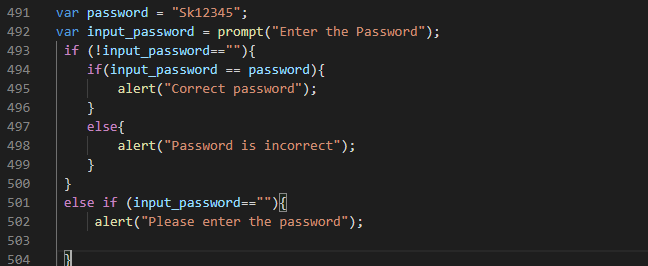 491 var password = "Sk12345";
492 var input_password = prompt("Enter the Password");
493 if (!input_password==""){
494 if(input_password == password){
495 alert("Correct password");
496 }
497 else{
498 alert("Password is incorrect");
499 }
500 }
501 else if (input_password==""){
502 alert("Please enter the password");
503
504 }